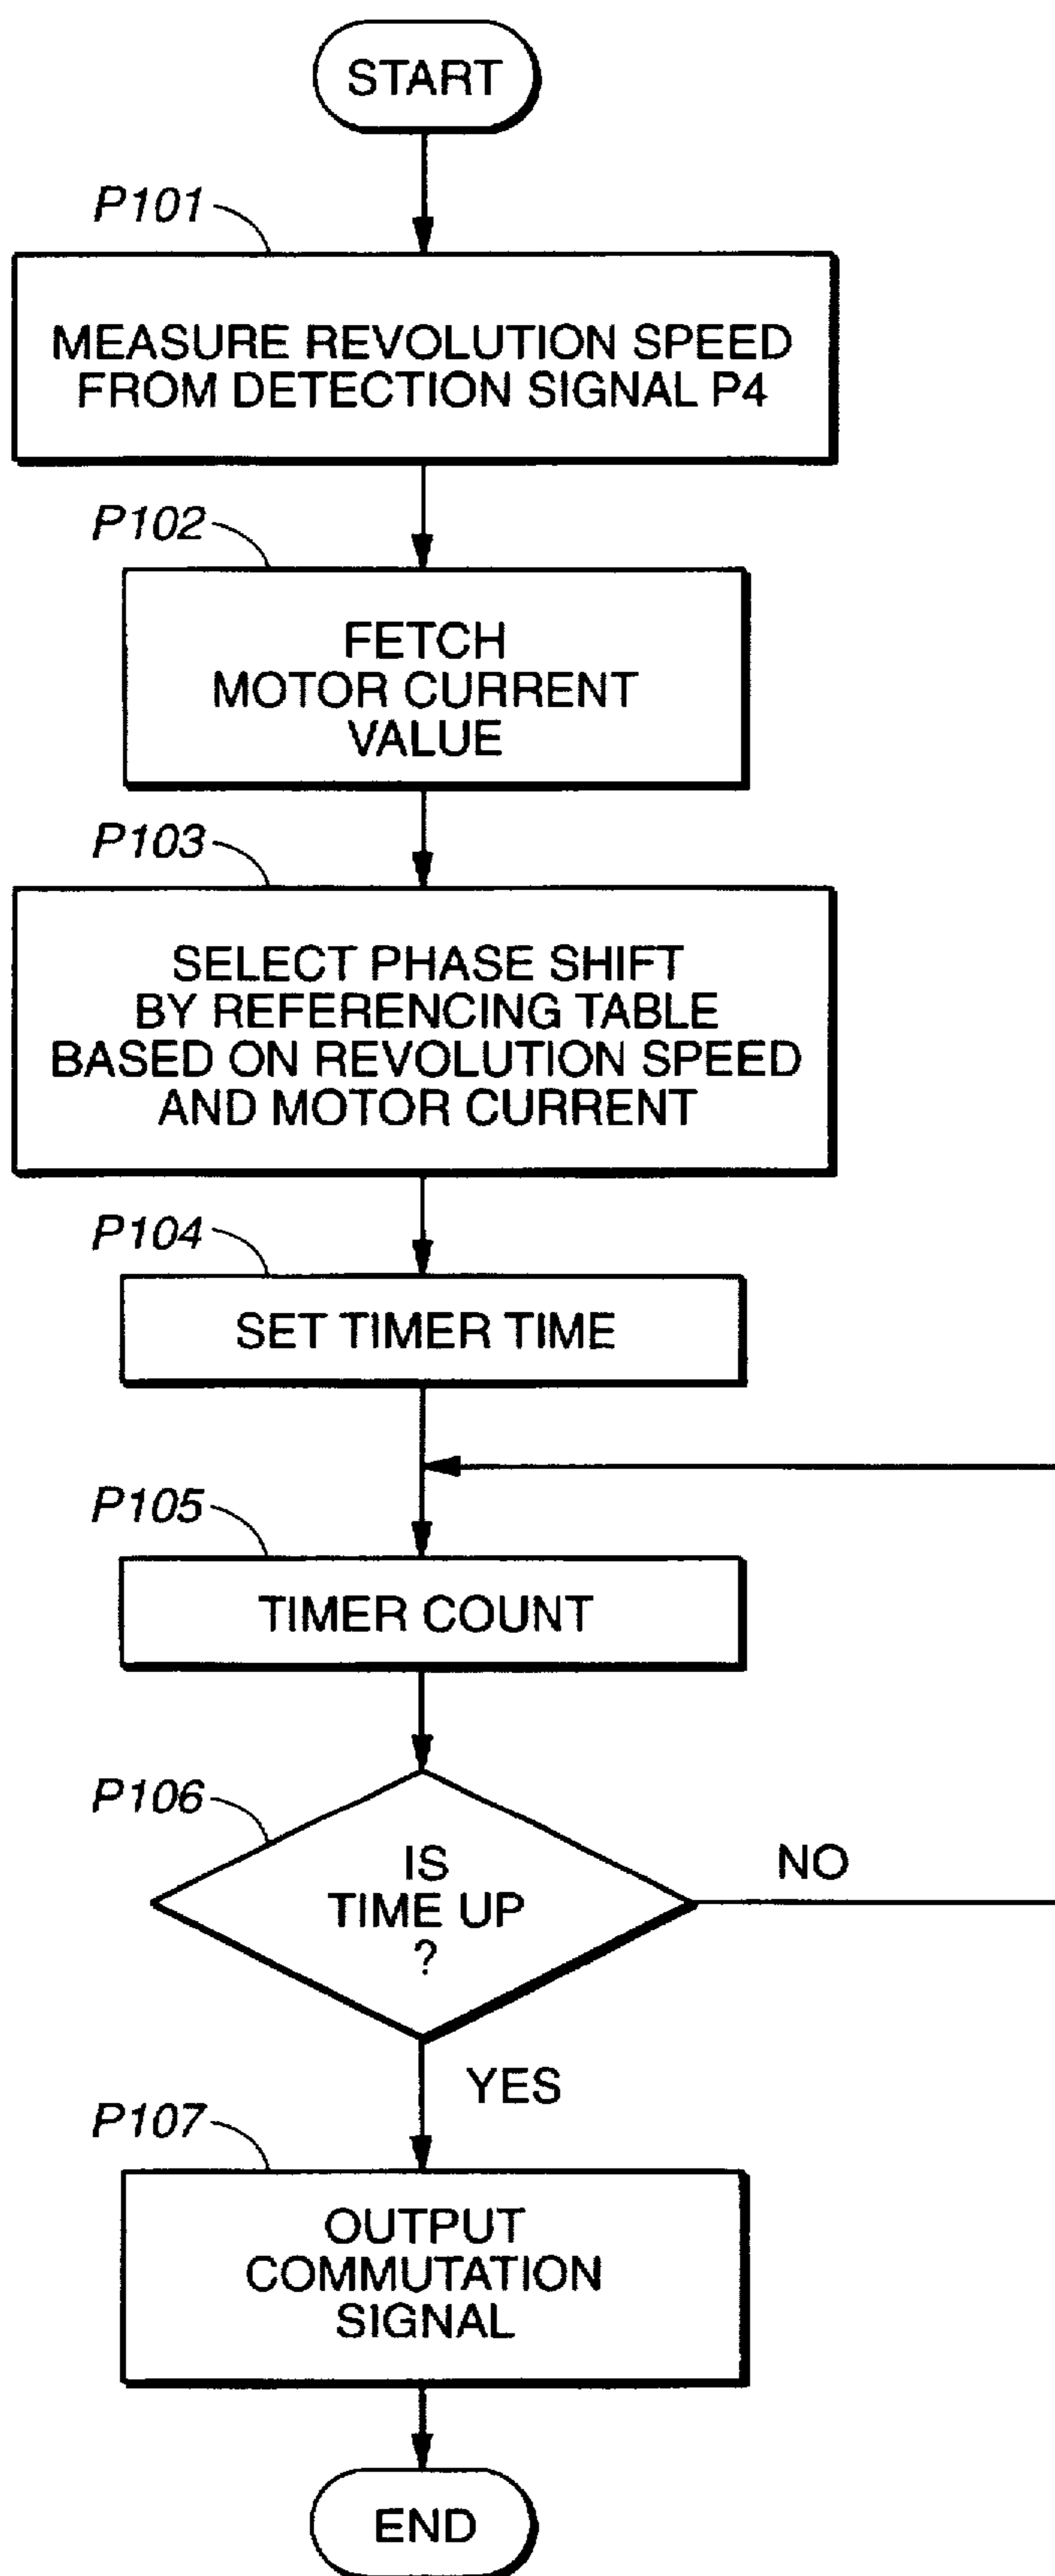 START
P101
MEASURE REVOLUTION SPEED
FROM DETECTION SIGNAL P4
P102
FETCH
MOTOR CURRENT
VALUE
P103
SELECT PHASE SHIFT
BY REFERENCING TABLE
BASED ON REVOLUTION SPEED
AND MOTOR CURRENT
P104
SET TIMER TIME
P105
TIMER COUNT
P106
IS
TIME UP
?
NO
YES
P107
OUTPUT
COMMUTATION
SIGNAL
END